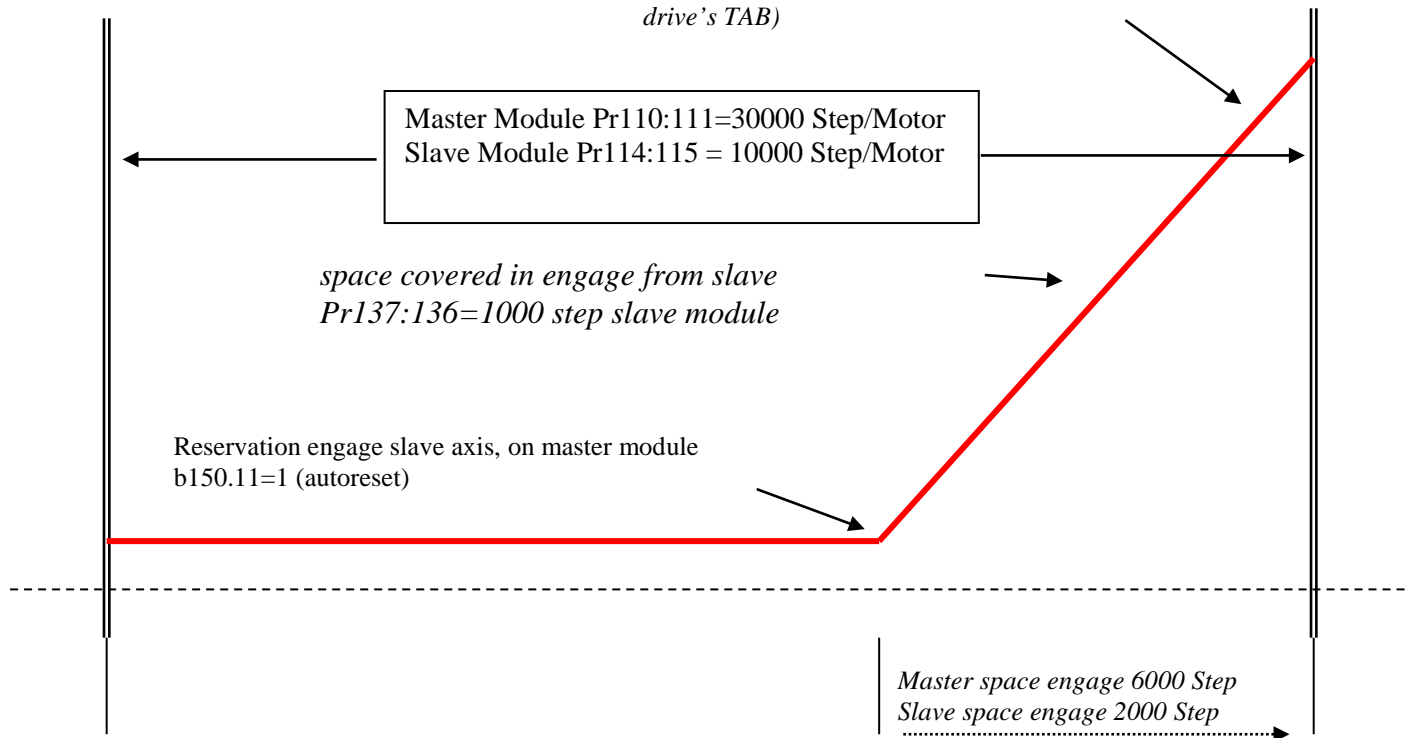 drive’s TAB)
Master Module Pr110:111=30000 Step/Motor
Slave Module Pr114:115 = 10000 Step/Motor
space covered in engage from slave
Pr137:136=1000 step slave module
Reservation engage slave axis, on master module
b150.11=1 (autoreset)
Master space engage 6000 Step
Slave space engage 2000 Step